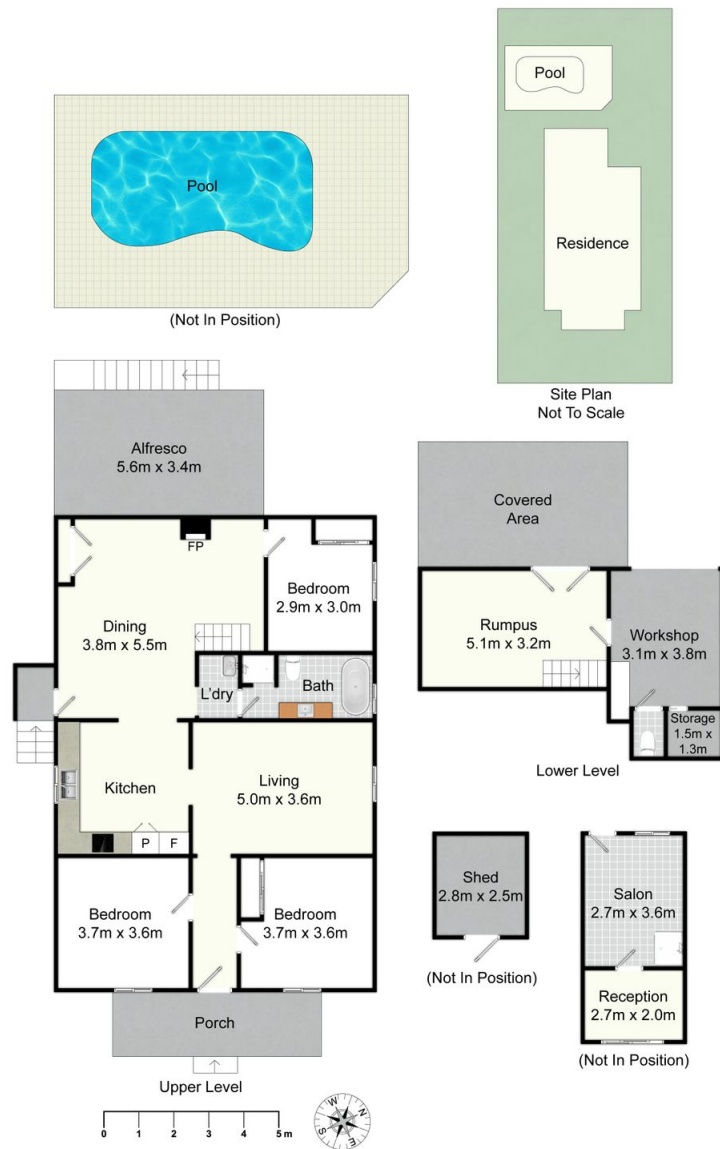 Pool
(Not In Position)
Pool
Residence
Site Plan
Not To Scale
Alfresco
5.6m x 3.4m
FP
Bedroom
2.9m x 3.0m
Dining
3.8m x 5.5m
L'dry
Bath
Kitchen
Living
5.0m x 3.6m
P
F
Bedroom
3.7m x 3.6m
Bedroom
3.7m x 3.6m
Porch
Upper Level
Covered
Area
Rumpus
5.1m x 3.2m
Workshop
3.1m x 3.8m
Storage
1.5m x
1.3m
Lower Level
Shed
2.8m x 2.5m
(Not In Position)
Salon
2.7m x 3.6m
Reception
2.7m x 2.0m
(Not In Position)
0 1 2 3 4 5 m
N
E
S
W